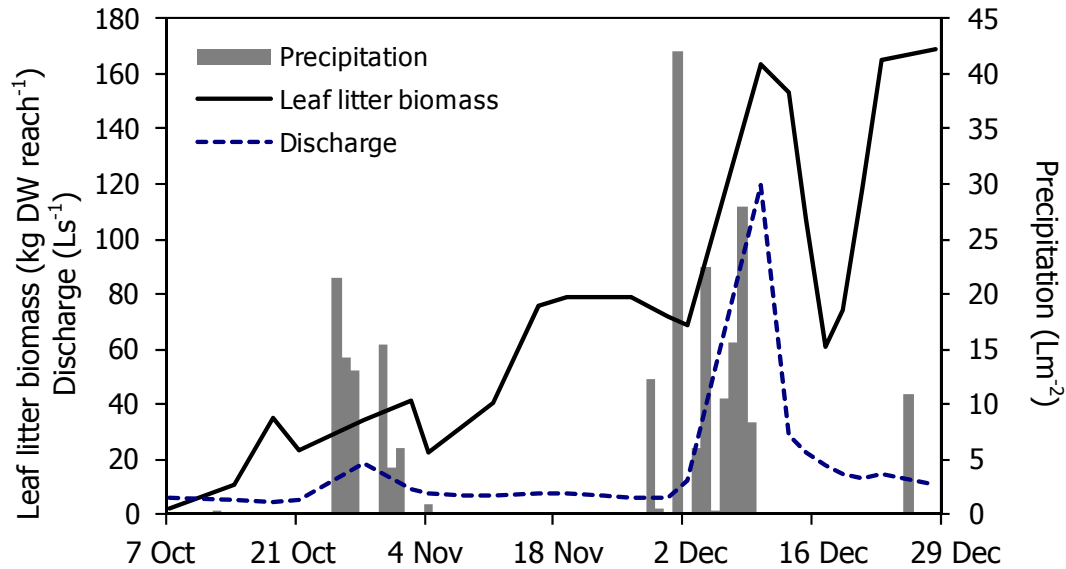 Leaf litter biomass (kg DW reach⁻¹)
Discharge (Ls⁻¹)
180
160
140
120
100
80
60
40
20
0
Precipitation
Leaf litter biomass
Discharge
45
40
35
30
25
20
15
10
5
0
Precipitation (Lm⁻²)
7 Oct 21 Oct 4 Nov 18 Nov 2 Dec 16 Dec 29 Dec